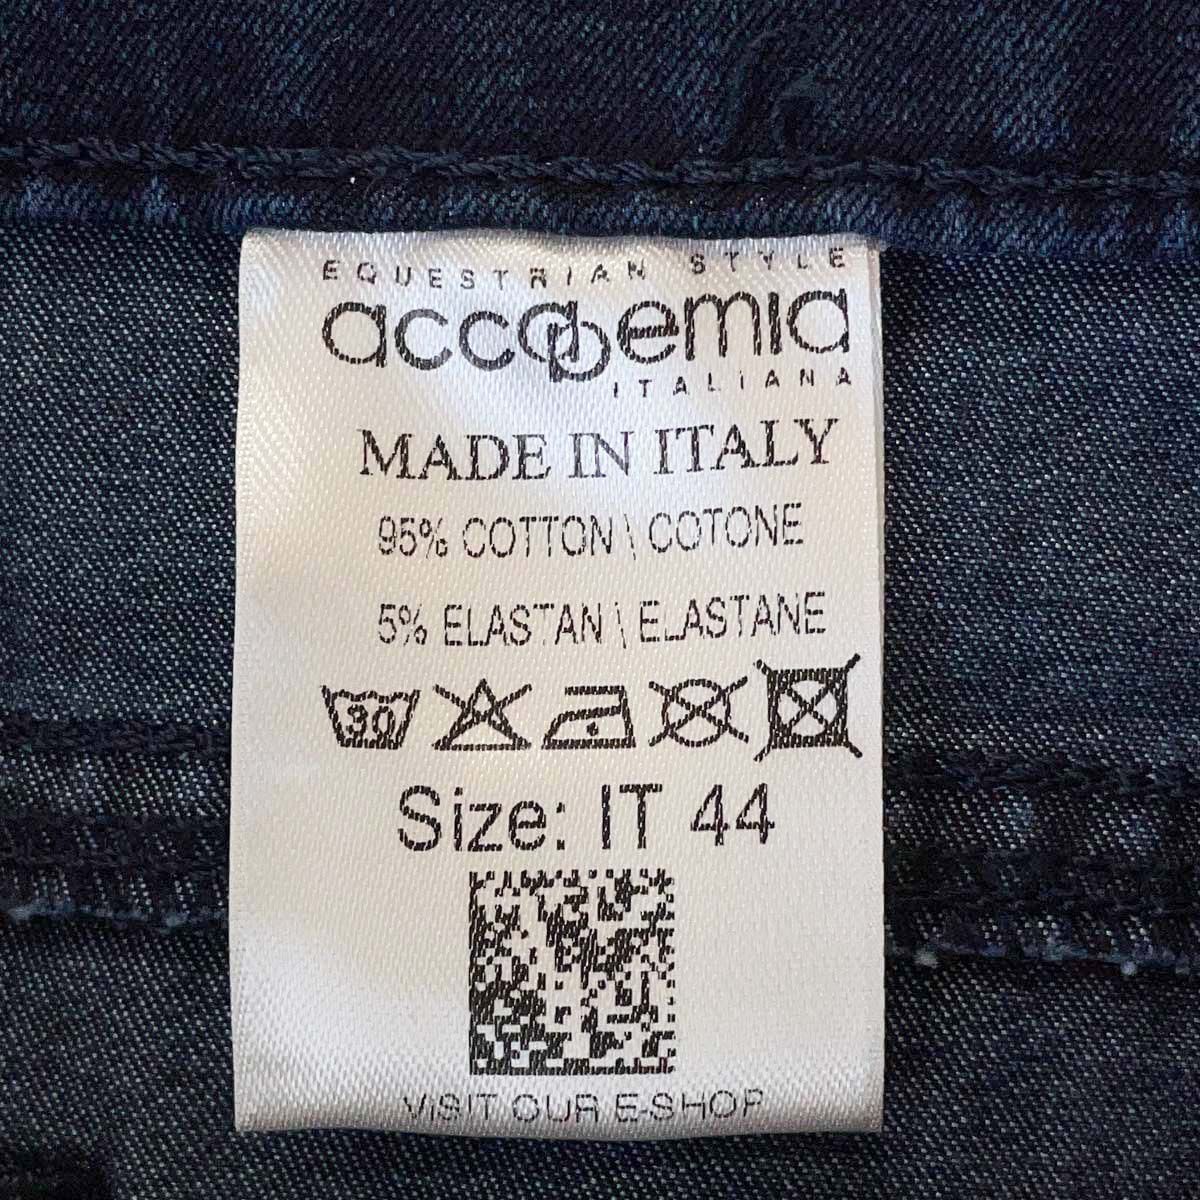 EQUESTRIAN STYLE
accademia
ITALIANA
MADE IN ITALY
95% COTTON \ COTONE
5% ELASTAN \ ELASTANE
30
Size: IT 44
VISIT OUR E-SHOP